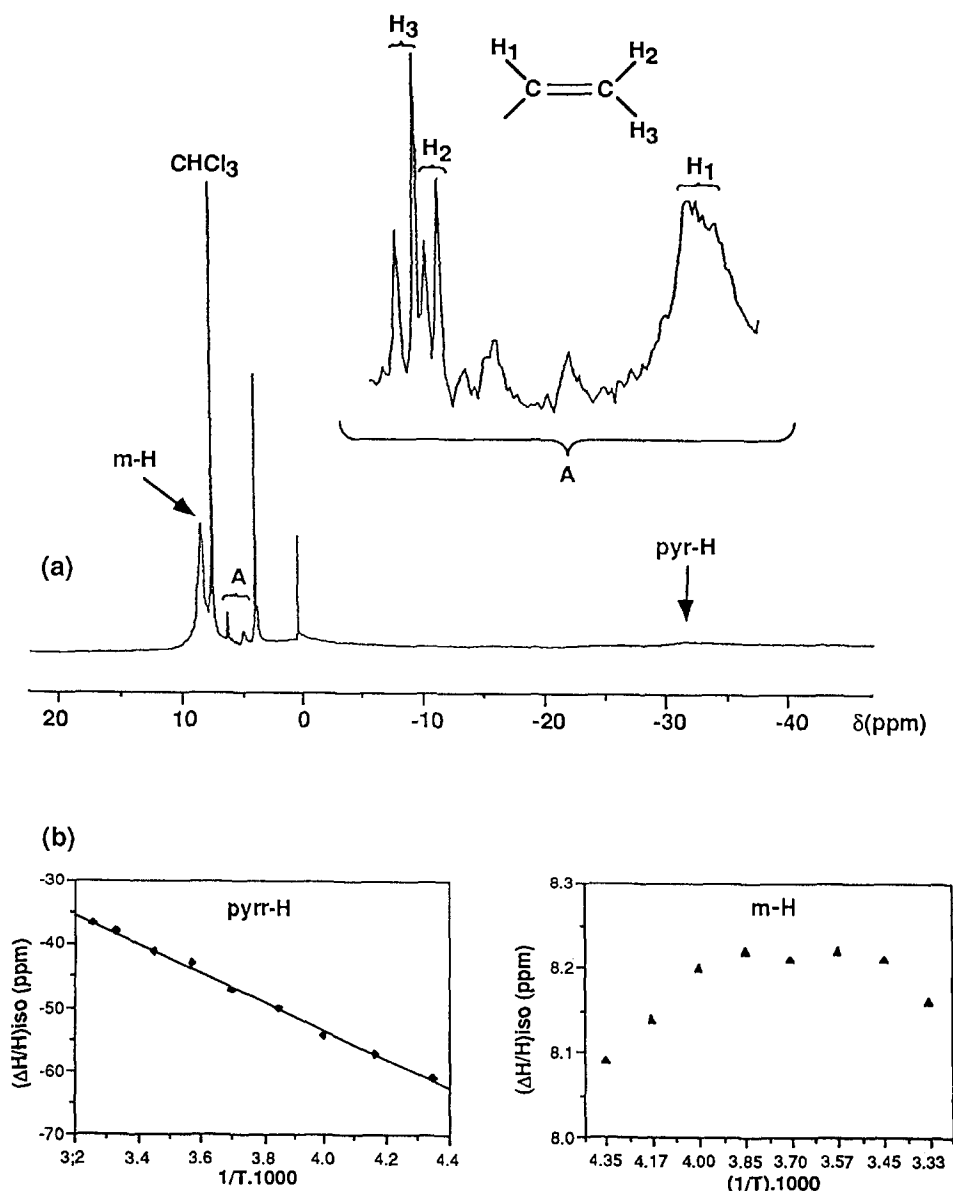 H3
H1
H2
C
C
H3
H2
H1
CHCl3
A
m-H
pyr-H
(a)
A
20
10
0
-10
-20
-30
-40
δ(ppm)
(b)
-30
-40
-50
-60
-70
(ΔH/H)iso (ppm)
pyrr-H
3;2
3.4
3.6
3.8
4.0
4.2
4.4
1/T.1000
8.3
8.2
8.1
8.0
(ΔH/H)iso (ppm)
m-H
4.35
4.17
4.00
3.85
3.70
3.57
3.45
3.33
(1/T).1000